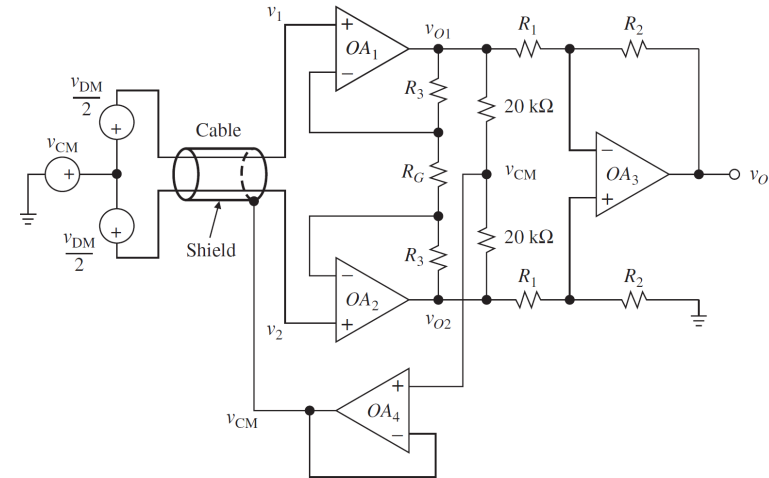 v1
OA1
+
−
vO1
R1
R2
vDM
2
+
R3
20 kΩ
Cable
vCM
+
RG
vCM
OA3
−
+
vO
Shield
vDM
2
+
R3
20 kΩ
−
OA2
+
R1
R2
v2
vO2
+
OA4
−
vCM